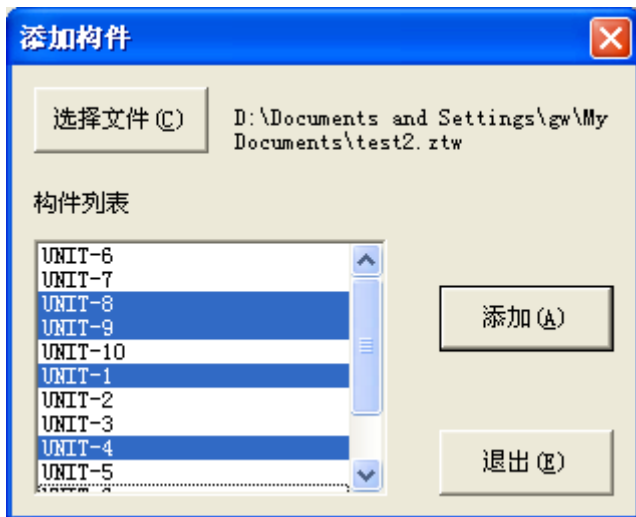 添加构件
选择文件(C)
D:\Documents and Settings\gw\My
Documents\test2.ztw
构件列表
UNIT-6
UNIT-7
UNIT-8
UNIT-9
UNIT-10
UNIT-1
UNIT-2
UNIT-3
UNIT-4
UNIT-5
添加(A)
退出(E)